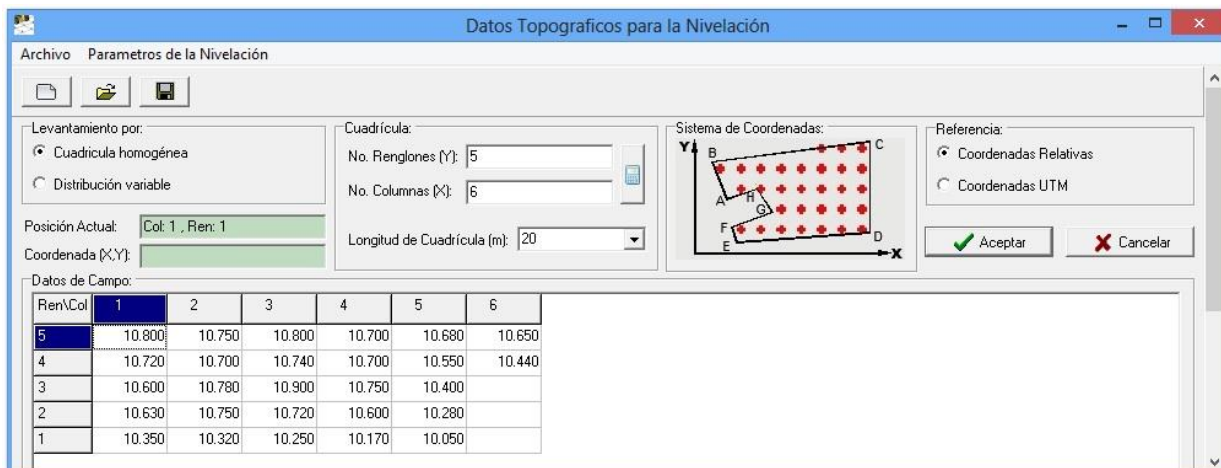 Datos Topograficos para la Nivelación
Archivo Parametros de la Nivelación
Levantamiento por:
Cuadricula homogénea
Distribución variable
Posición Actual: Col: 1 , Ren: 1
Coordenada (X,Y):
Cuadrícula:
No. Renglones (Y): 5
No. Columnas (X): 6
Longitud de Cuadrícula (m): 20
Sistema de Coordenadas:
Y
B
C
A
H
G
F
E
D
X
Referencia:
Coordenadas Relativas
Coordenadas UTM
Aceptar
Cancelar
Datos de Campo:
Ren\Col 1 2 3 4 5 6
5 10.800 10.750 10.800 10.700 10.680 10.650
4 10.720 10.700 10.740 10.700 10.550 10.440
3 10.600 10.780 10.900 10.750 10.400
2 10.630 10.750 10.720 10.600 10.280
1 10.350 10.320 10.250 10.170 10.050